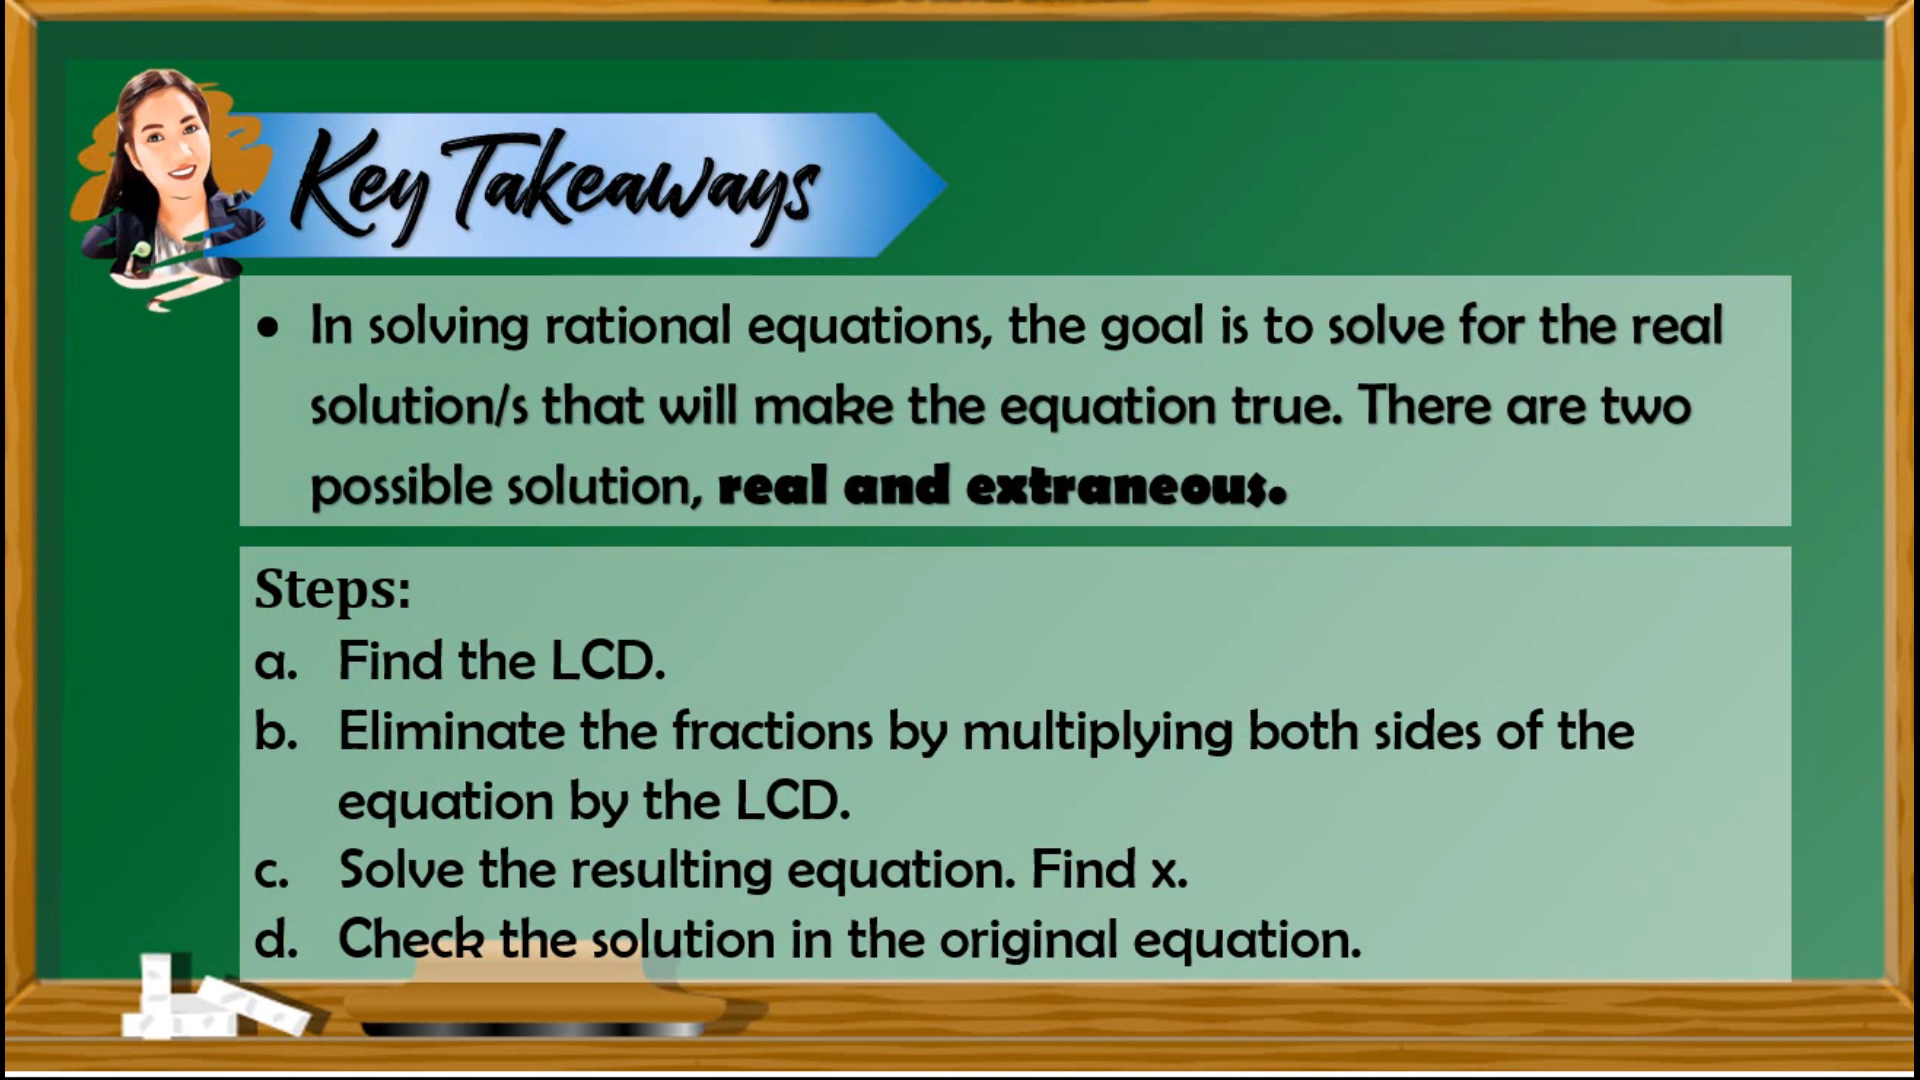 Key Takeaways
• In solving rational equations, the goal is to solve for the real
solution/s that will make the equation true. There are two
possible solution, real and extraneous.
Steps:
a. Find the LCD.
b. Eliminate the fractions by multiplying both sides of the
equation by the LCD.
c. Solve the resulting equation. Find x.
d. Check the solution in the original equation.